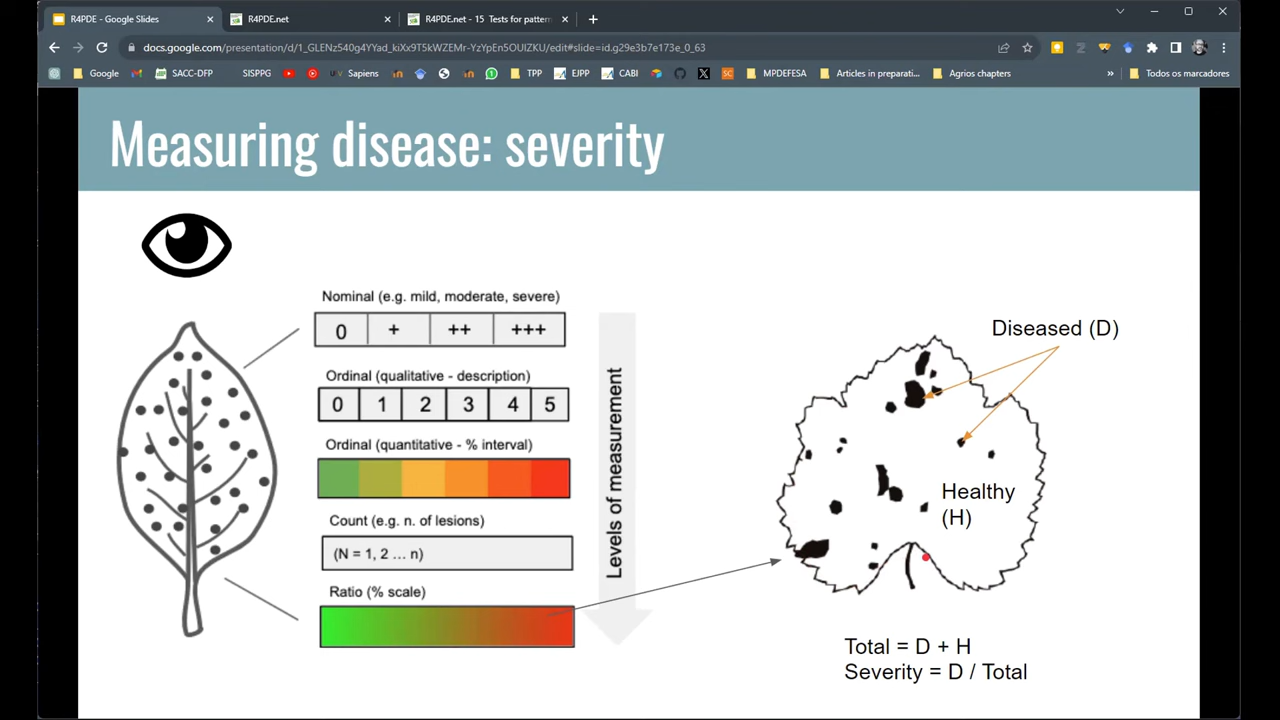 R4PDE - Google Slides
R4PDE.net
R4PDE.net - 15 Tests for pattern
docs.google.com/presentation/d/1_GLENz540g4YYad_kiXx9T5kWZEMr-YzYpEn5OUIZKU/edit#slide=id.g29e3b7e173e_0_63
Google
SACC-DFP
SISPPG
Sapiens
TPP
EJPP
CABI
SC
MPDEFESA
Articles in preparati...
Agrios chapters
»
Todos os marcadores
Measuring disease: severity
Nominal (e.g. mild, moderate, severe)
0 + ++ +++
Ordinal (qualitative - description)
0 1 2 3 4 5
Ordinal (quantitative - % interval)
Count (e.g. n. of lesions)
(N = 1, 2 ... n)
Ratio (% scale)
Levels of measurement
Diseased (D)
Healthy
(H)
Total = D + H
Severity = D / Total